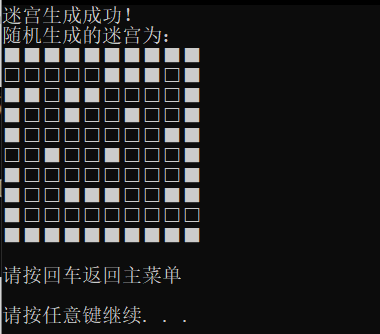 迷宫生成成功！
随机生成的迷宫为：
■■■■■■■■■■
□□□□□■■■□■
■■□■■□□□□■
■□□■□□■□□■
■□□□□□□□■■
□□■□□■□□□■
■□□□□□□□□■
■□□■■■□□■■
■□□□□□□□□□
■■■■■■■■■■
请按回车返回主菜单
请按任意键继续. . .